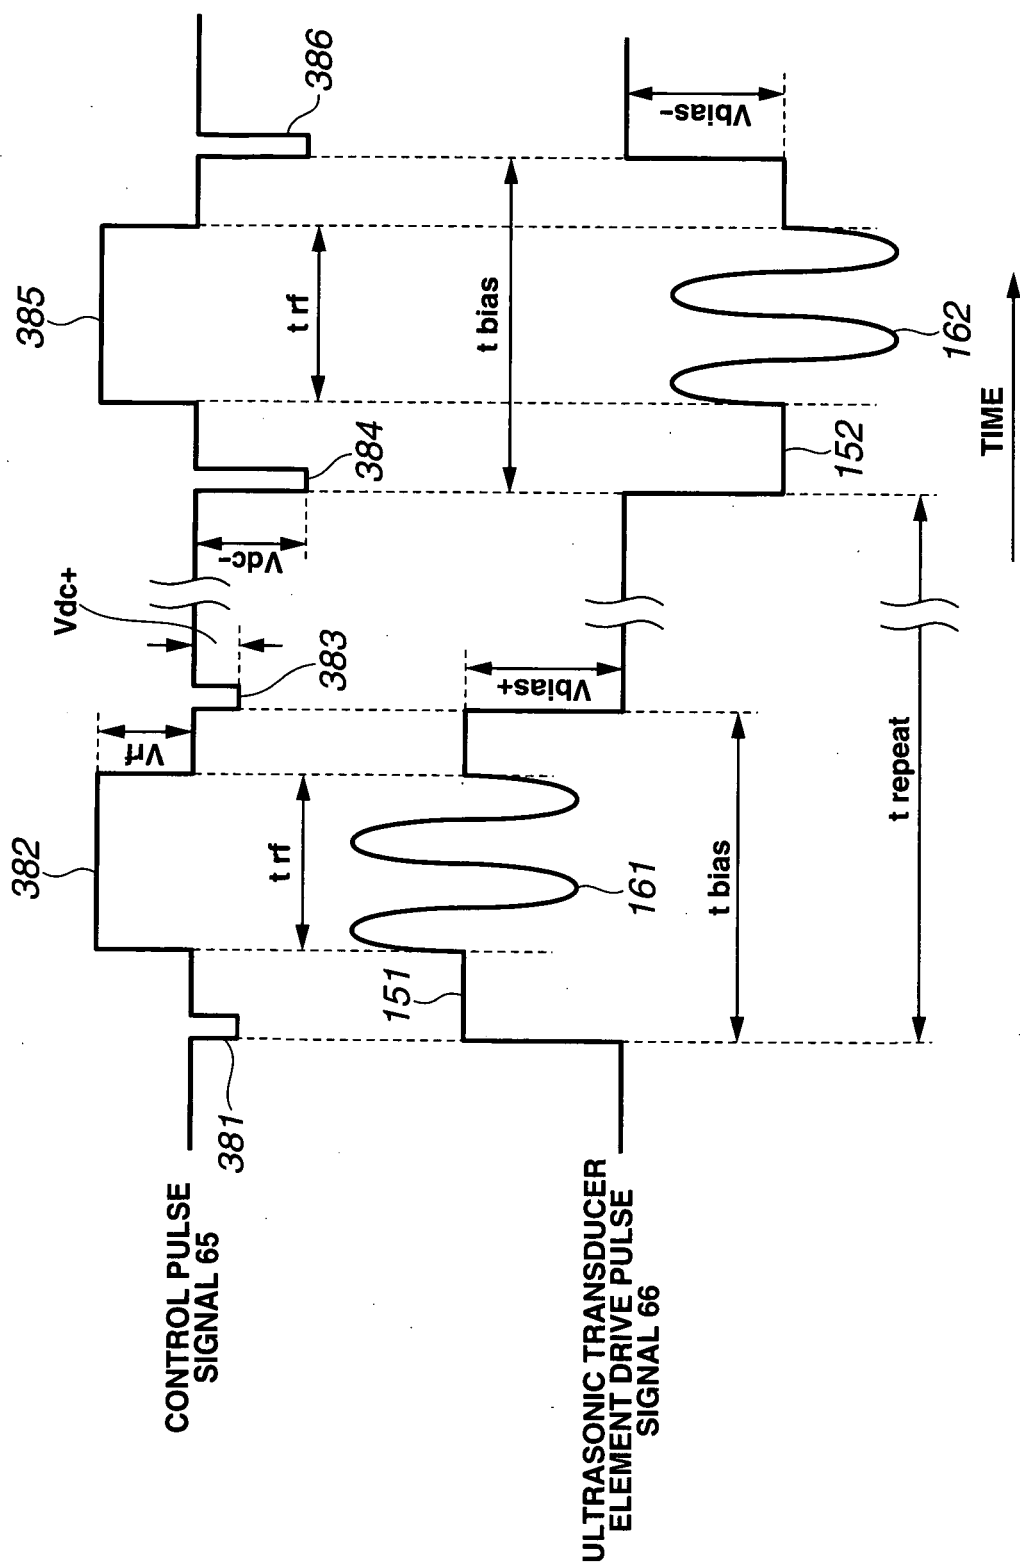 382
385
Vrf
Vdc+
CONTROL PULSE
SIGNAL 65
381
383
Vdc-
384
386
t rf
t rf
151
161
Vbias+
t bias
t bias
ULTRASONIC TRANSDUCER
ELEMENT DRIVE PULSE
SIGNAL 66
Vbias-
152
162
t repeat
TIME